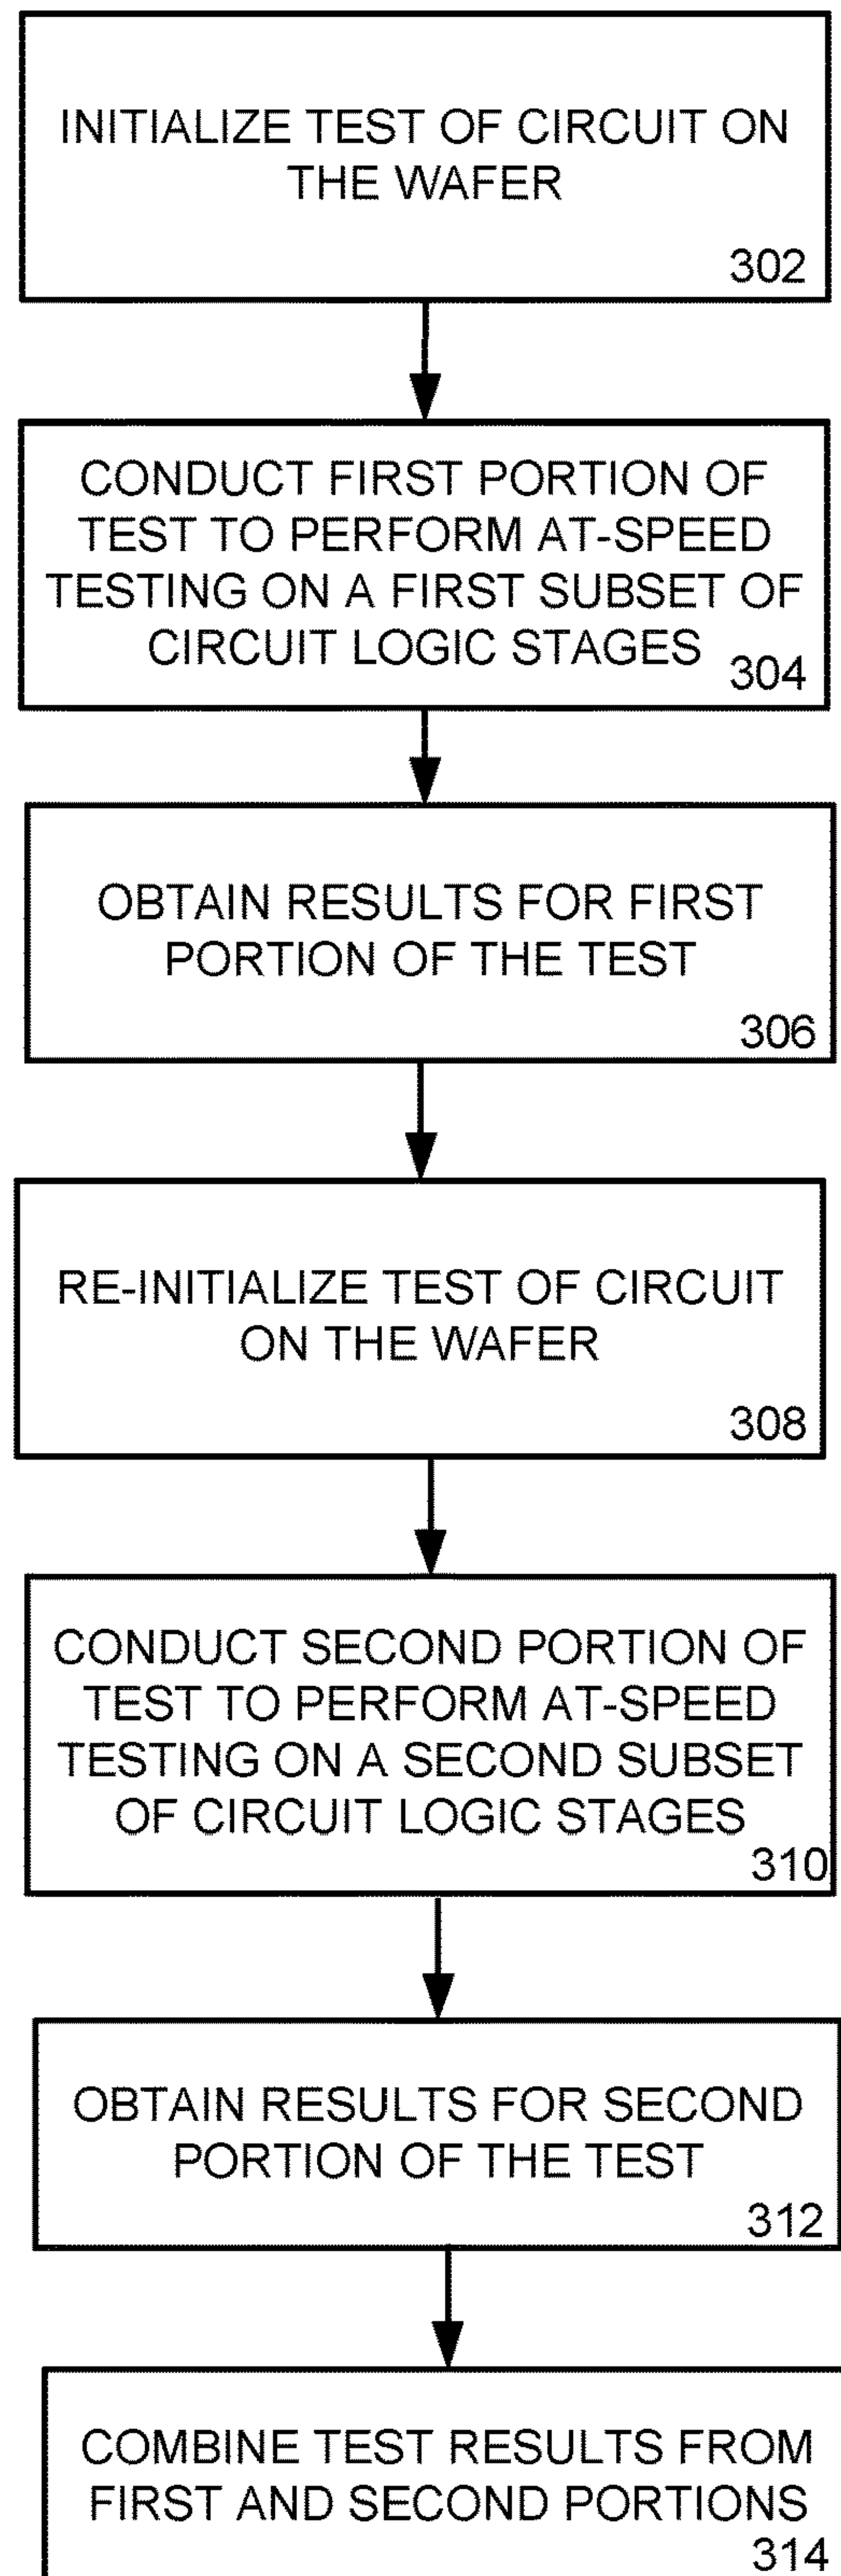 INITIALIZE TEST OF CIRCUIT ON
THE WAFER
302
CONDUCT FIRST PORTION OF
TEST TO PERFORM AT-SPEED
TESTING ON A FIRST SUBSET OF
CIRCUIT LOGIC STAGES
304
OBTAIN RESULTS FOR FIRST
PORTION OF THE TEST
306
RE-INITIALIZE TEST OF CIRCUIT
ON THE WAFER
308
CONDUCT SECOND PORTION OF
TEST TO PERFORM AT-SPEED
TESTING ON A SECOND SUBSET
OF CIRCUIT LOGIC STAGES
310
OBTAIN RESULTS FOR SECOND
PORTION OF THE TEST
312
COMBINE TEST RESULTS FROM
FIRST AND SECOND PORTIONS
314